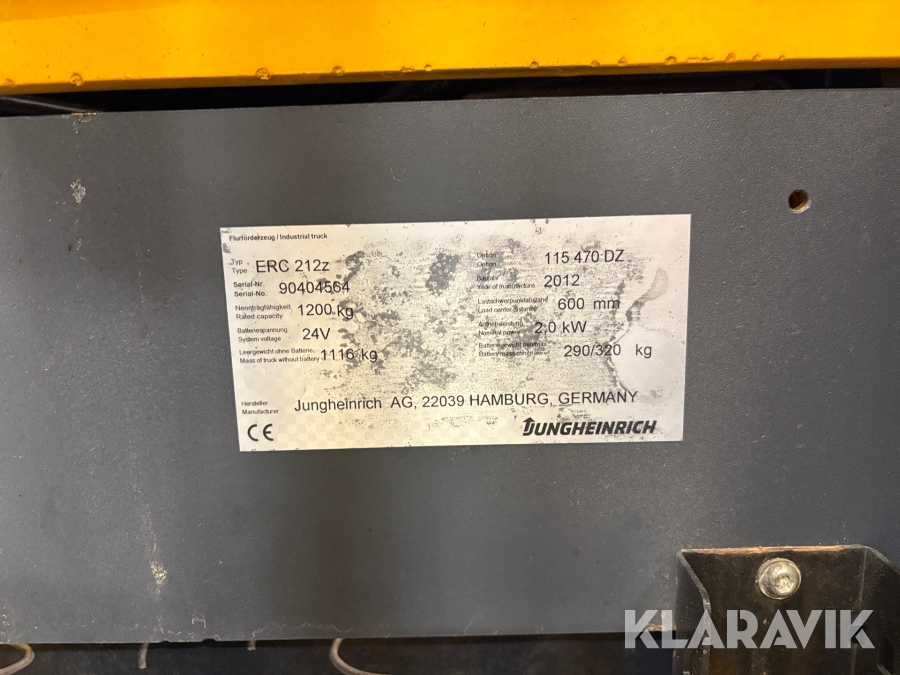 Flurförderzeug / Industrial truck
Typ
Type ERC 212z
Serial-Nr.
Serial-No. 90404564
Nenntragfähigkeit
Rated capacity 1200 kg
Batteriespannung
System voltage 24V
Leergewicht ohne Batterie
Mass of truck without battery 1116 kg
Option
Option 115 470 DZ
Baujahr
Year of manufacture 2012
Lastschwerpunktabstand
Load center distance 600 mm
Antriebsleistung
Nominal power 2,0 kW
Batteriegewicht min/max
Battery mass min/max 290/320 kg
Hersteller
Manufacturer Jungheinrich AG, 22039 HAMBURG, GERMANY
CE
JUNGHEINRICH
KLARAVIK